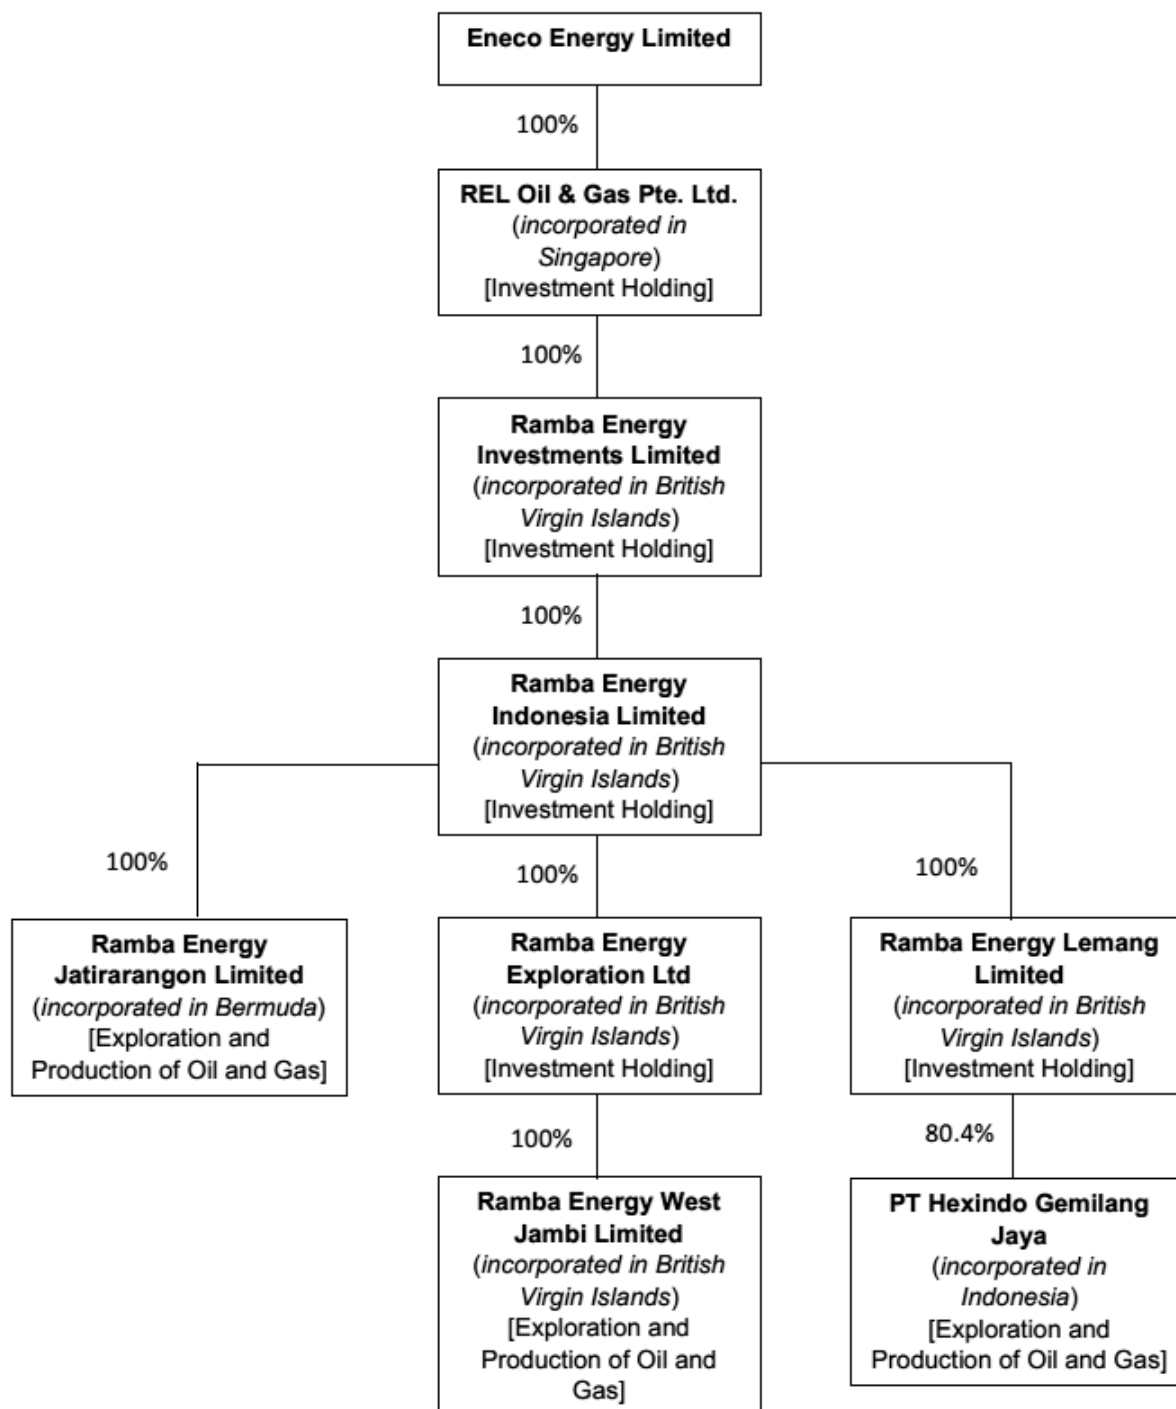 Eneco Energy Limited
100%
REL Oil & Gas Pte. Ltd.
(incorporated in
Singapore)
[Investment Holding]
100%
Ramba Energy
Investments Limited
(incorporated in British
Virgin Islands)
[Investment Holding]
100%
Ramba Energy
Indonesia Limited
(incorporated in British
Virgin Islands)
[Investment Holding]
100%
Ramba Energy
Jatirarangon Limited
(incorporated in Bermuda)
[Exploration and
Production of Oil and Gas]
100%
Ramba Energy
Exploration Ltd
(incorporated in British
Virgin Islands)
[Investment Holding]
100%
Ramba Energy West
Jambi Limited
(incorporated in British
Virgin Islands)
[Exploration and
Production of Oil and
Gas]
100%
Ramba Energy Lemang
Limited
(incorporated in British
Virgin Islands)
[Investment Holding]
80.4%
PT Hexindo Gemilang
Jaya
(incorporated in
Indonesia)
[Exploration and
Production of Oil and Gas]